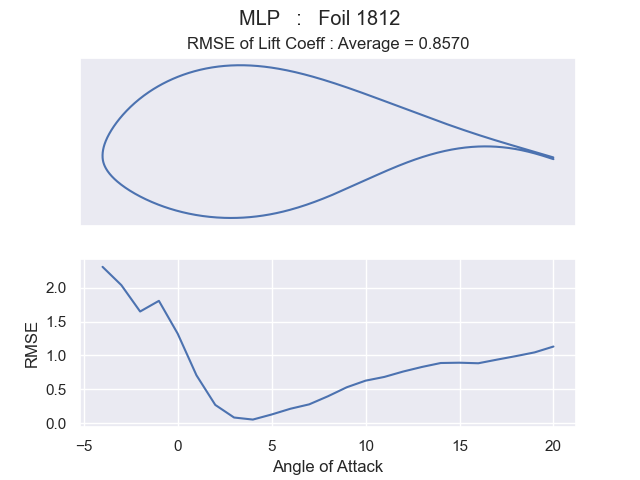 MLP   :   Foil 1812
RMSE of Lift Coeff : Average = 0.8570
2.0
1.5
1.0
0.5
0.0
RMSE
−5
0
5
10
15
20
Angle of Attack